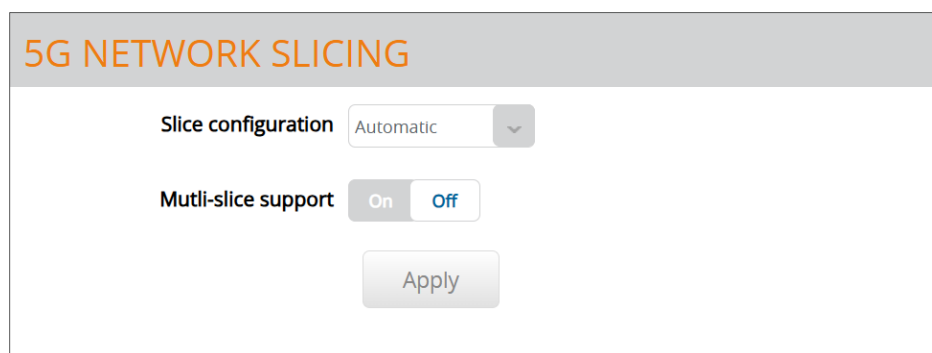 5G NETWORK SLICING
Slice configuration Automatic
Mutli-slice support On Off
Apply